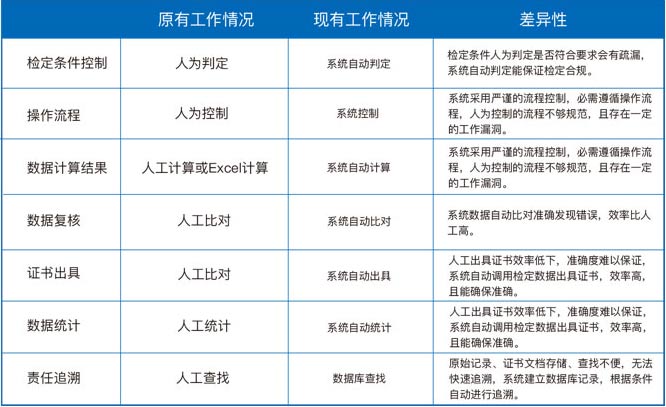 原有工作情况 现有工作情况 差异性
检定条件控制 人为判定 系统自动判定 检定条件人为判定是否符合要求会有疏漏，
系统自动判定能保证检定合规。
操作流程 人为控制 系统控制 系统采用严谨的流程控制，必需遵循操作流
程，人为控制的流程不够规范，且存在一定
的工作漏洞。
数据计算结果 人工计算或Excel计算 系统自动计算 系统采用严谨的流程控制，必需遵循操作流
程，人为控制的流程不够规范，且存在一定
的工作漏洞。
数据复核 人工比对 系统自动比对 系统数据自动比对准确发现错误，效率比人
工高。
证书出具 人工比对 系统自动出具 人工出具证书效率低下，准确度难以保证，
系统自动调用检定数据出具证书，效率高，
且能确保准确。
数据统计 人工统计 系统自动统计 人工出具证书效率低下，准确度难以保证，
系统自动调用检定数据出具证书，效率高，
且能确保准确。
责任追溯 人工查找 数据库查找 原始记录、证书文档存储、查找不便，无法
快速追溯，系统建立数据库记录，根据条件
自动进行追溯。